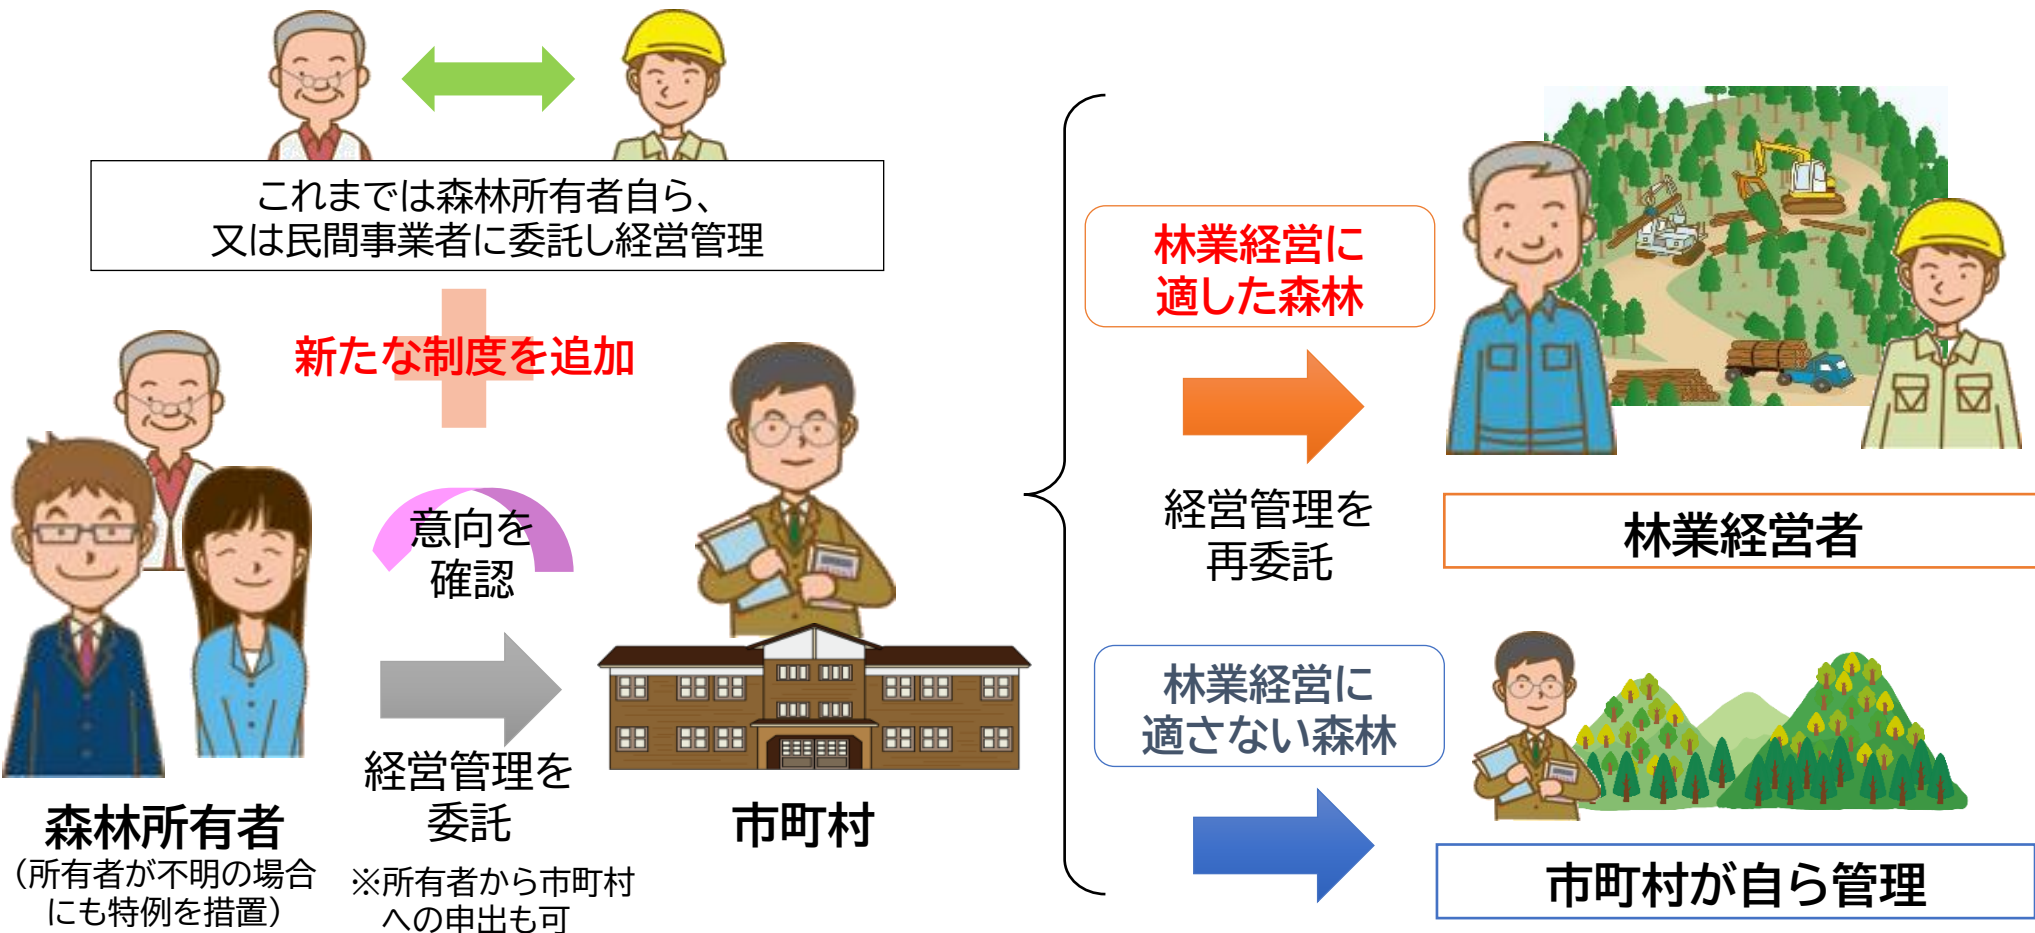 これまでは森林所有者自ら、
又は民間事業者に委託し経営管理
新たな制度を追加
意向を
確認
経営管理を
委託
※所有者から市町村
への申出も可
森林所有者
（所有者が不明の場合
にも特例を措置）
市町村
林業経営に
適した森林
経営管理を
再委託
林業経営者
林業経営に
適さない森林
市町村が自ら管理